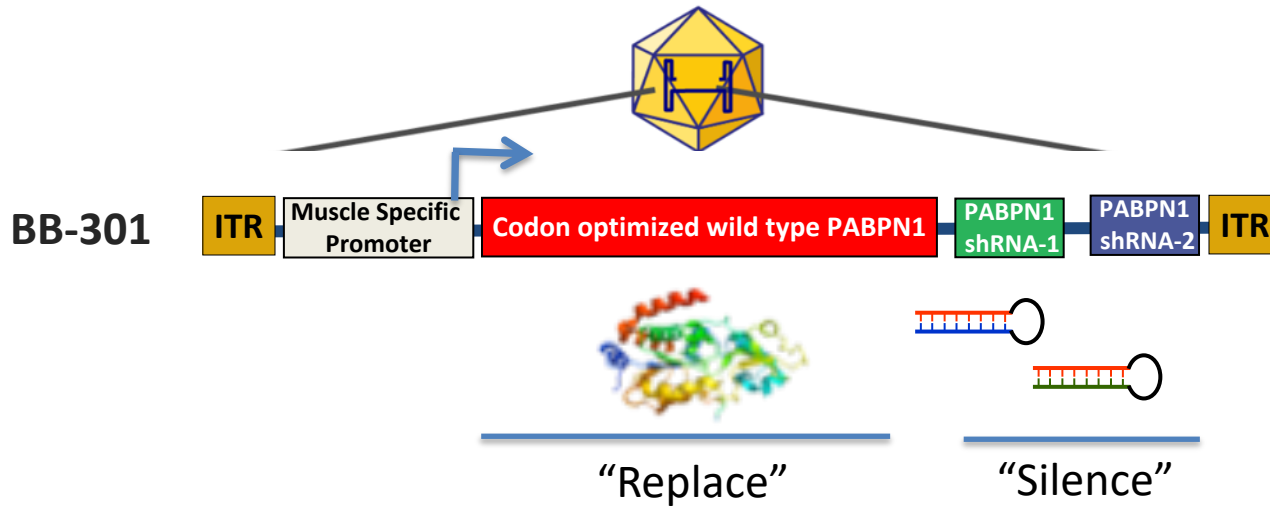 BB-301
ITR
Muscle Specific
Promoter
Codon optimized wild type PABPN1
PABPN1
shRNA-1
PABPN1
shRNA-2
ITR
“Replace”
“Silence”